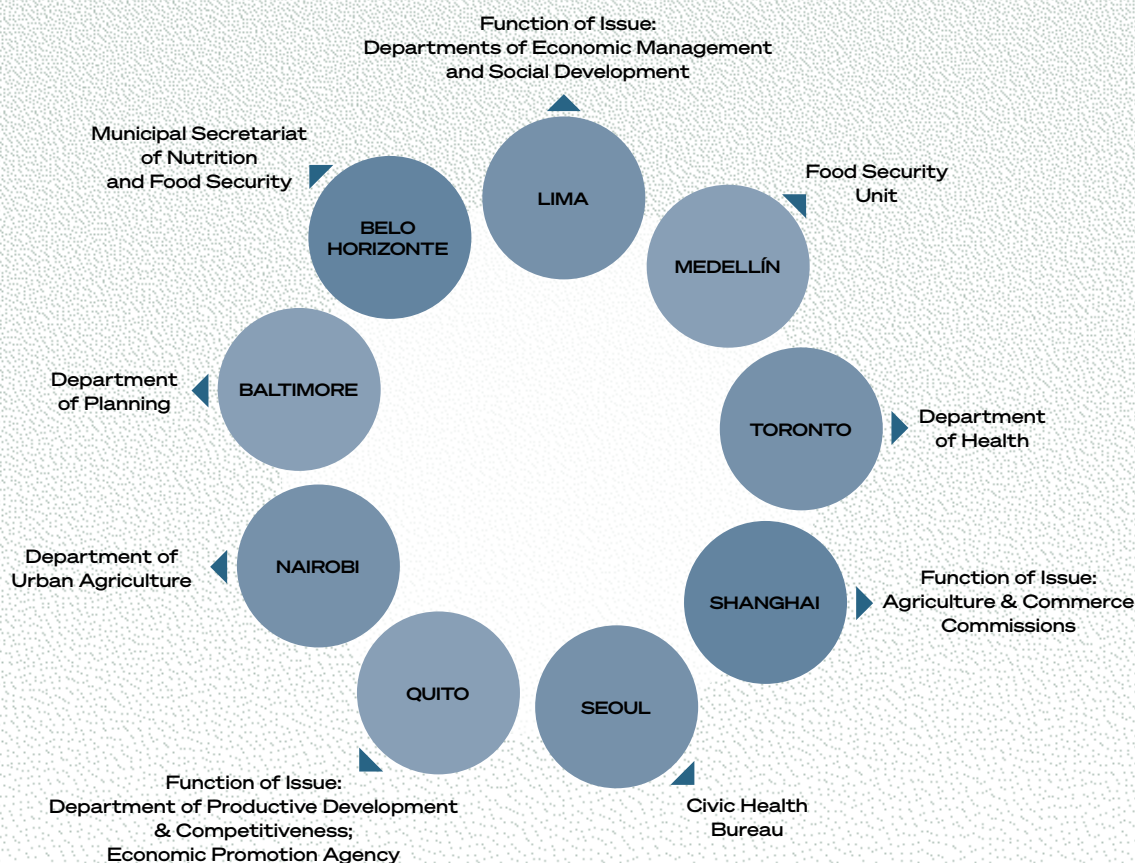 Function of Issue:
Departments of Economic Management
and Social Development
Municipal Secretariat
of Nutrition
and Food Security
Food Security
Unit
LIMA
BELO
HORIZONTE
MEDELLÍN
Department
of Planning
BALTIMORE
TORONTO
Department
of Health
Department of
Urban Agriculture
NAIROBI
SHANGHAI
Function of Issue:
Agriculture & Commerce
Commissions
QUITO
SEOUL
Function of Issue:
Department of Productive Development
& Competitiveness;
Economic Promotion Agency
Civic Health
Bureau